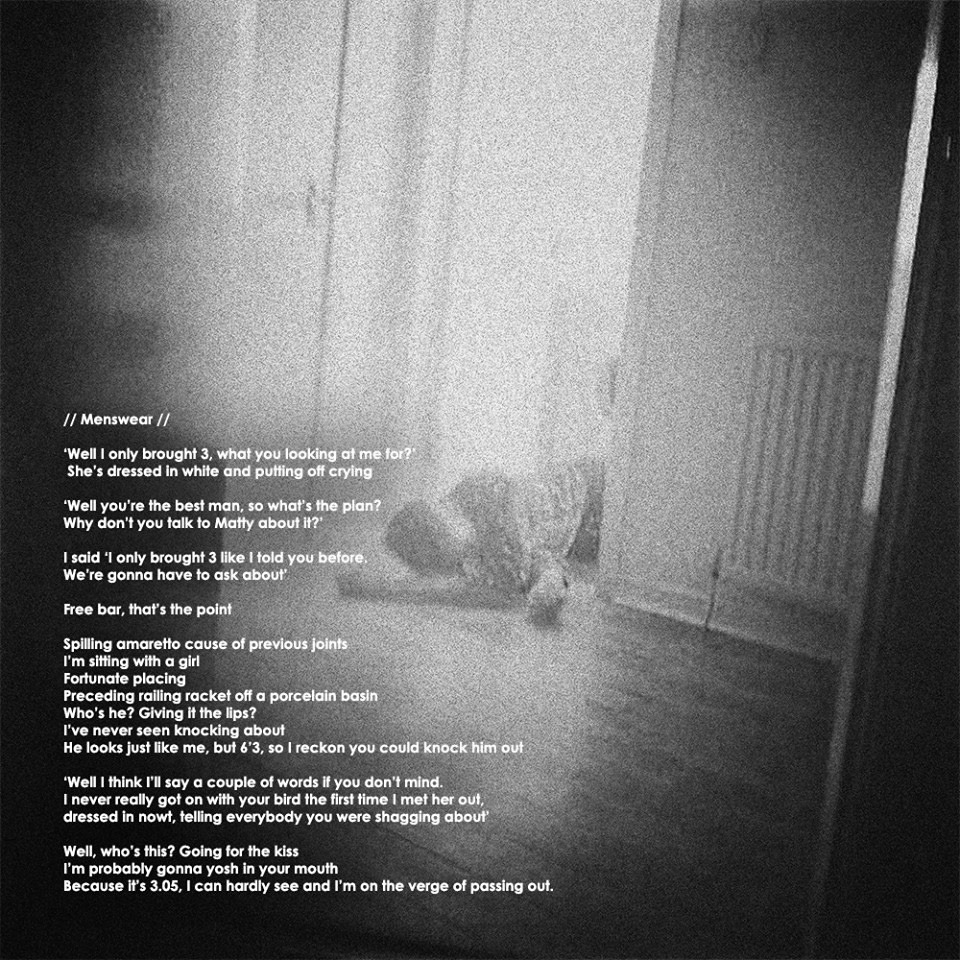 // Menswear //
‘Well I only brought 3, what you looking at me for?’
She’s dressed in white and putting off crying
‘Well you’re the best man, so what’s the plan?
Why don’t you talk to Matty about it?’
I said ‘I only brought 3 like I told you before.
We’re gonna have to ask about’
Free bar, that’s the point
Spilling amaretto cause of previous joints
I’m sitting with a girl
Fortunate placing
Preceding railing racket off a porcelain basin
Who’s he? Giving it the lips?
I’ve never seen knocking about
He looks just like me, but 6’3, so I reckon you could knock him out
‘Well I think I’ll say a couple of words if you don’t mind.
I never really got on with your bird the first time I met her out,
dressed in nowt, telling everybody you were shagging about’
Well, who’s this? Going for the kiss
I’m probably gonna yosh in your mouth
Because it’s 3.05, I can hardly see and I’m on the verge of passing out.